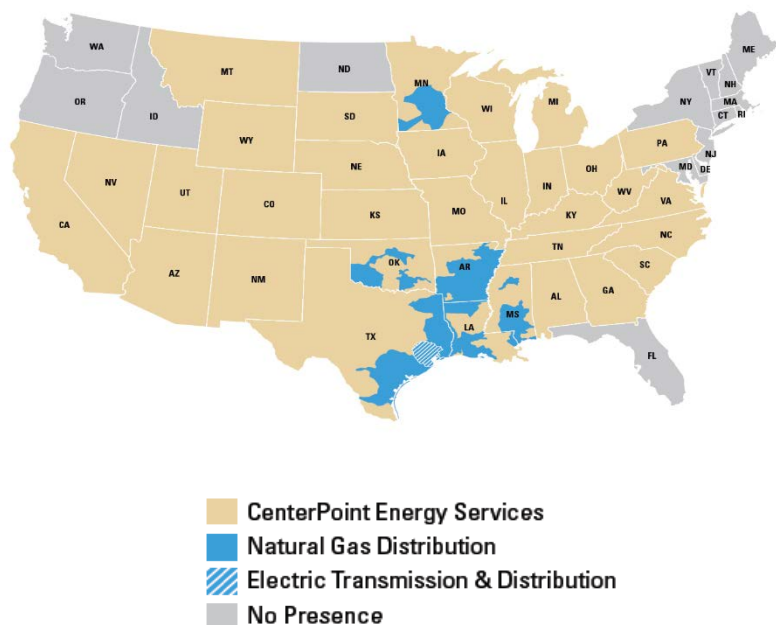 WA
MT
ND
MN
ME
VT
NH
OR
ID
SD
WI
MI
NY
MA
CT
RI
WY
IA
PA
NJ
NE
OH
MD
DE
NV
UT
CO
IL
IN
WV
VA
CA
KS
MO
KY
NC
TN
AZ
NM
OK
AR
SC
MS
AL
GA
TX
LA
FL
CenterPoint Energy Services
Natural Gas Distribution
Electric Transmission & Distribution
No Presence